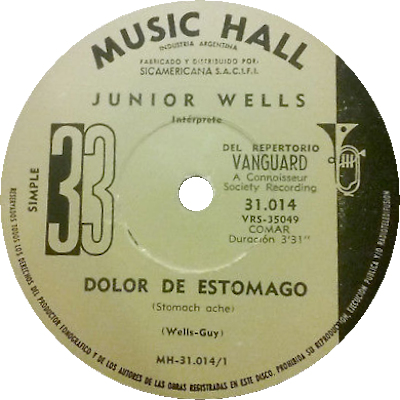 MUSIC HALL
INDUSTRIA ARGENTINA
FABRICADO Y DISTRIBUIDO POR:
SICAMERICANA S.A.C.I.F.I.
JUNIOR WELLS
Intérprete
SIMPLE
33
DEL REPERTORIO
VANGUARD
A Connoisseur
Society Recording
31.014
VRS-35049
COMAR
Duración 3'31"
DOLOR DE ESTOMAGO
(Stomach ache)
(Wells-Guy)
MH-31.014/1
RESERVADOS TODOS LOS DERECHOS DEL PRODUCTOR FONOGRAFICO Y DE LOS AUTORES DE LAS OBRAS REGISTRADAS EN ESTE DISCO. PROHIBIDA SU REPRODUCCION, EJECUCION PUBLICA Y/O RADIOTELEDIFUSION